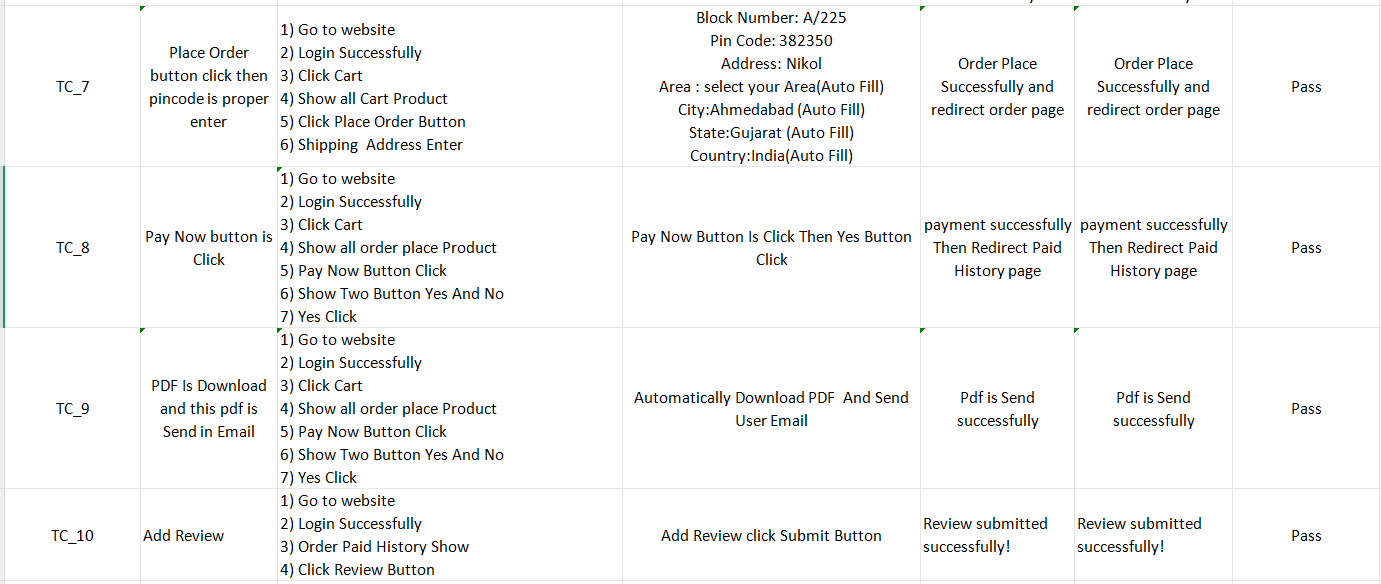 TC_7
Place Order
button click then
pincode is proper
enter
1) Go to website
2) Login Successfully
3) Click Cart
4) Show all Cart Product
5) Click Place Order Button
6) Shipping  Address Enter
Block Number: A/225
Pin Code: 382350
Address: Nikol
Area : select your Area(Auto Fill)
City:Ahmedabad (Auto Fill)
State:Gujarat (Auto Fill)
Country:India(Auto Fill)
Order Place
Successfully and
redirect order page
Order Place
Successfully and
redirect order page
Pass
TC_8
Pay Now button is
Click
1) Go to website
2) Login Successfully
3) Click Cart
4) Show all order place Product
5) Pay Now Button Click
6) Show Two Button Yes And No
7) Yes Click
Pay Now Button Is Click Then Yes Button
Click
payment successfully
Then Redirect Paid
History page
payment successfully
Then Redirect Paid
History page
Pass
TC_9
PDF Is Download
and this pdf is
Send in Email
1) Go to website
2) Login Successfully
3) Click Cart
4) Show all order place Product
5) Pay Now Button Click
6) Show Two Button Yes And No
7) Yes Click
Automatically Download PDF  And Send
User Email
Pdf is Send
successfully
Pdf is Send
successfully
Pass
TC_10
Add Review
1) Go to website
2) Login Successfully
3) Order Paid History Show
4) Click Review Button
Add Review click Submit Button
Review submitted
successfully!
Review submitted
successfully!
Pass